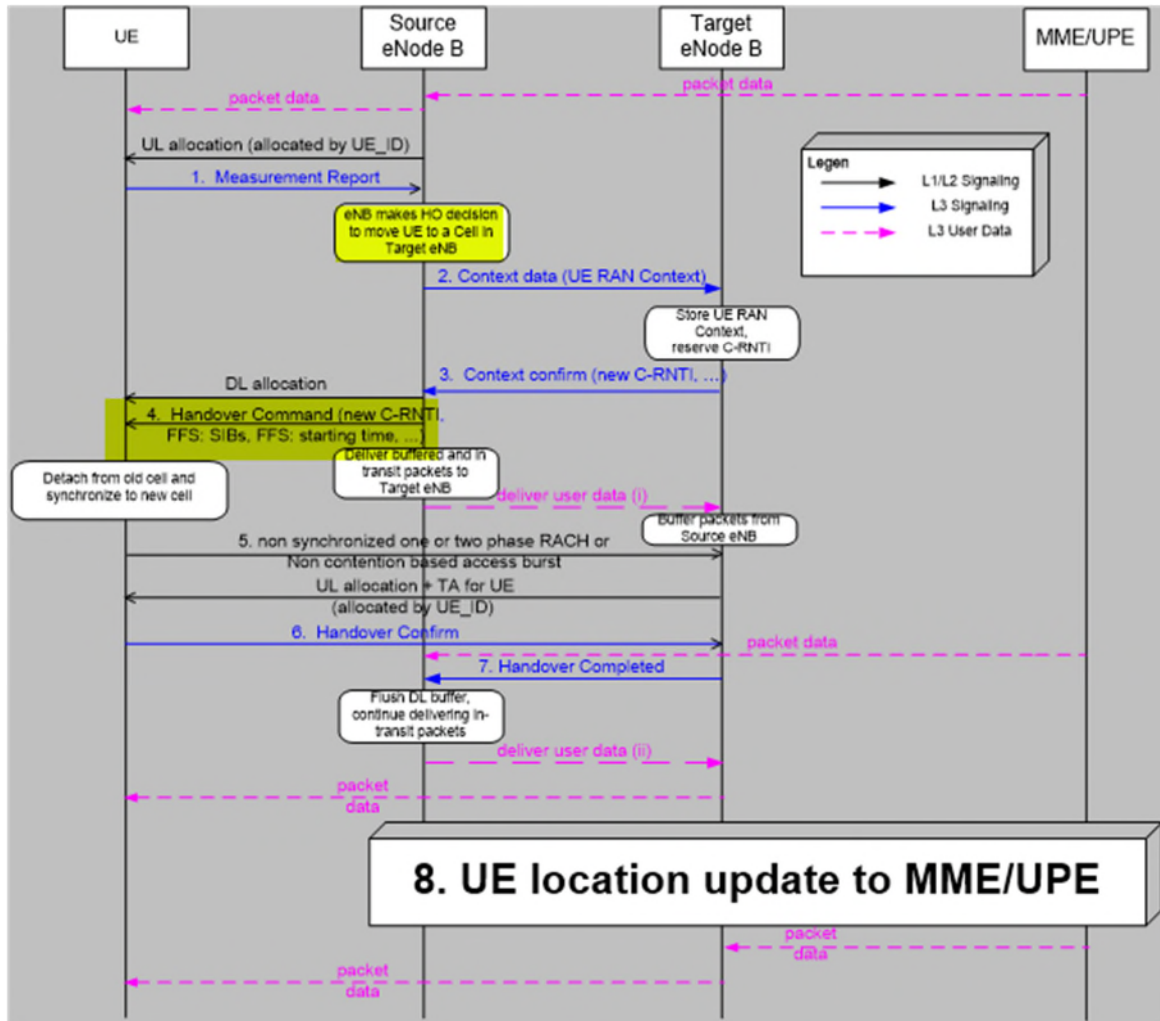 UE
Source
eNode B
Target
eNode B
MME/UPE
packet data
packet data
UL allocation (allocated by UE_ID)
1. Measurement Report
Legen
L1/L2 Signaling
L3 Signaling
L3 User Data
eNB makes HO decision
to move UE to a Cell in
Target eNB
2. Context data (UE RAN Context)
Store UE RAN
Context,
reserve C-RNTI
3. Context confirm (new C-RNTI, ...)
DL allocation
4. Handover Command (new C-RNTI,
FFS: SIBs, FFS: starting time, ...)
Deliver buffered and in
transit packets to
Target eNB
Detach from old cell and
synchronize to new cell
deliver user data (i)
Buffer packets from
Source eNB
5. non synchronized one or two phase RACH or
Non contention based access burst
UL allocation + TA for UE
(allocated by UE_ID)
6. Handover Confirm
packet data
7. Handover Completed
Flush DL buffer,
continue delivering in-
transit packets
deliver user data (ii)
packet
data
8. UE location update to MME/UPE
packet
data
packet
data